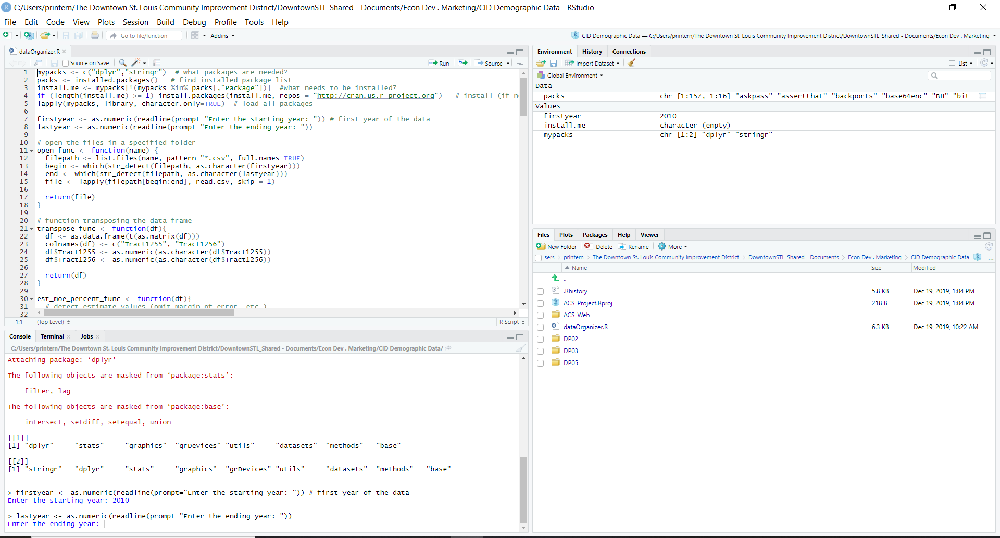 C:/Users/printern/The Downtown St. Louis Community Improvement District/DowntownSTL_Shared - Documents/Econ Dev . Marketing/CID Demographic Data - RStudio
File Edit Code View Plots Session Build Debug Profile Tools Help
Go to file/function Addins
CID Demographic Data — C:/Users/printern/The Downtown St. Louis Community Improvement District/DowntownSTL_Shared - Documents/Econ Dev . Marketing
dataOrganizer.R
Source on Save Run Source
1 mypacks <- c("dplyr","stringr")  # what packages are needed?
2 packs <- installed.packages()   # find installed package list
3 install.me <- mypacks[!(mypacks %in% packs[,"Package"])]  #what needs to be installed?
4 if (length(install.me) >= 1) install.packages(install.me, repos = "http://cran.us.r-project.org")   # install (if n
5 lapply(mypacks, library, character.only=TRUE)  # load all packages
6
7 firstyear <- as.numeric(readline(prompt="Enter the starting year: ")) # first year of the data
8 lastyear <- as.numeric(readline(prompt="Enter the ending year: "))
9
10 # open the files in a specified folder
11 open_func <- function(name) {
12   filepath <- list.files(name, pattern="*.csv", full.names=TRUE)
13   begin <- which(str_detect(filepath, as.character(firstyear)))
14   end <- which(str_detect(filepath, as.character(lastyear)))
15   file <- lapply(filepath[begin:end], read.csv, skip = 1)
16
17   return(file)
18 }
19
20 # function transposing the data frame
21 transpose_func <- function(df){
22   df <- as.data.frame(t(as.matrix(df)))
23   colnames(df) <- c("Tract1255", "Tract1256")
24   df$Tract1255 <- as.numeric(as.character(df$Tract1255))
25   df$Tract1256 <- as.numeric(as.character(df$Tract1256))
26
27   return(df)
28 }
29
30 est_moe_percent_func <- function(df){
31   # detect estimate values (omit margin of error, etc.)
32
1:1 (Top Level) R Script
Console Terminal Jobs
C:/Users/printern/The Downtown St. Louis Community Improvement District/DowntownSTL_Shared - Documents/Econ Dev . Marketing/CID Demographic Data/
Attaching package: ‘dplyr’
The following objects are masked from ‘package:stats’:
filter, lag
The following objects are masked from ‘package:base’:
intersect, setdiff, setequal, union
[[1]]
[1] "dplyr"     "stats"     "graphics"  "grDevices" "utils"     "datasets"  "methods"   "base"
[[2]]
[1] "stringr"   "dplyr"     "stats"     "graphics"  "grDevices" "utils"     "datasets"  "methods"   "base"
> firstyear <- as.numeric(readline(prompt="Enter the starting year: ")) # first year of the data
Enter the starting year: 2010
> lastyear <- as.numeric(readline(prompt="Enter the ending year: "))
Enter the ending year:
Environment History Connections
Import Dataset List
Global Environment
Data
packs chr [1:157, 1:16] "askpass" "assertthat" "backports" "base64enc" "BH" "bit...
Values
firstyear 2010
install.me character (empty)
mypacks chr [1:2] "dplyr" "stringr"
Files Plots Packages Help Viewer
New Folder Delete Rename More
sers printern The Downtown St. Louis Community Improvement District DowntownSTL_Shared - Documents Econ Dev . Marketing CID Demographic Data ...
Name Size Modified
..
.Rhistory 5.8 KB Dec 19, 2019, 1:04 PM
ACS_Project.Rproj 218 B Dec 19, 2019, 1:04 PM
ACS_Web
dataOrganizer.R 6.3 KB Dec 19, 2019, 10:22 AM
DP02
DP03
DP05